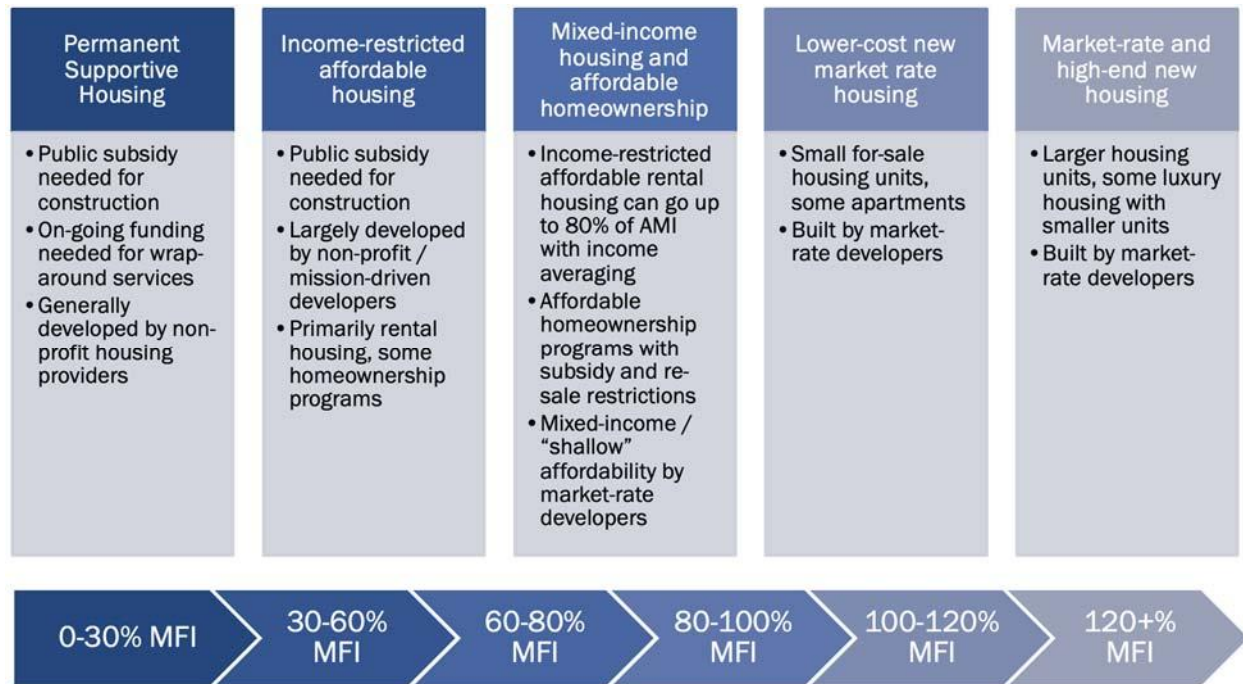 Permanent
Supportive
Housing
• Public subsidy
needed for
construction
• On-going funding
needed for wrap-
around services
• Generally
developed by non-
profit housing
providers
Income-restricted
affordable
housing
• Public subsidy
needed for
construction
• Largely developed
by non-profit /
mission-driven
developers
• Primarily rental
housing, some
homeownership
programs
Mixed-income
housing and
affordable
homeownership
• Income-restricted
affordable rental
housing can go up
to 80% of AMI
with income
averaging
• Affordable
homeownership
programs with
subsidy and re-
sale restrictions
• Mixed-income /
“shallow”
affordability by
market-rate
developers
Lower-cost new
market rate
housing
• Small for-sale
housing units,
some apartments
• Built by market-
rate developers
Market-rate and
high-end new
housing
• Larger housing
units, some luxury
housing with
smaller units
• Built by market-
rate developers
0-30% MFI
30-60%
MFI
60-80%
MFI
80-100%
MFI
100-120%
MFI
120+%
MFI